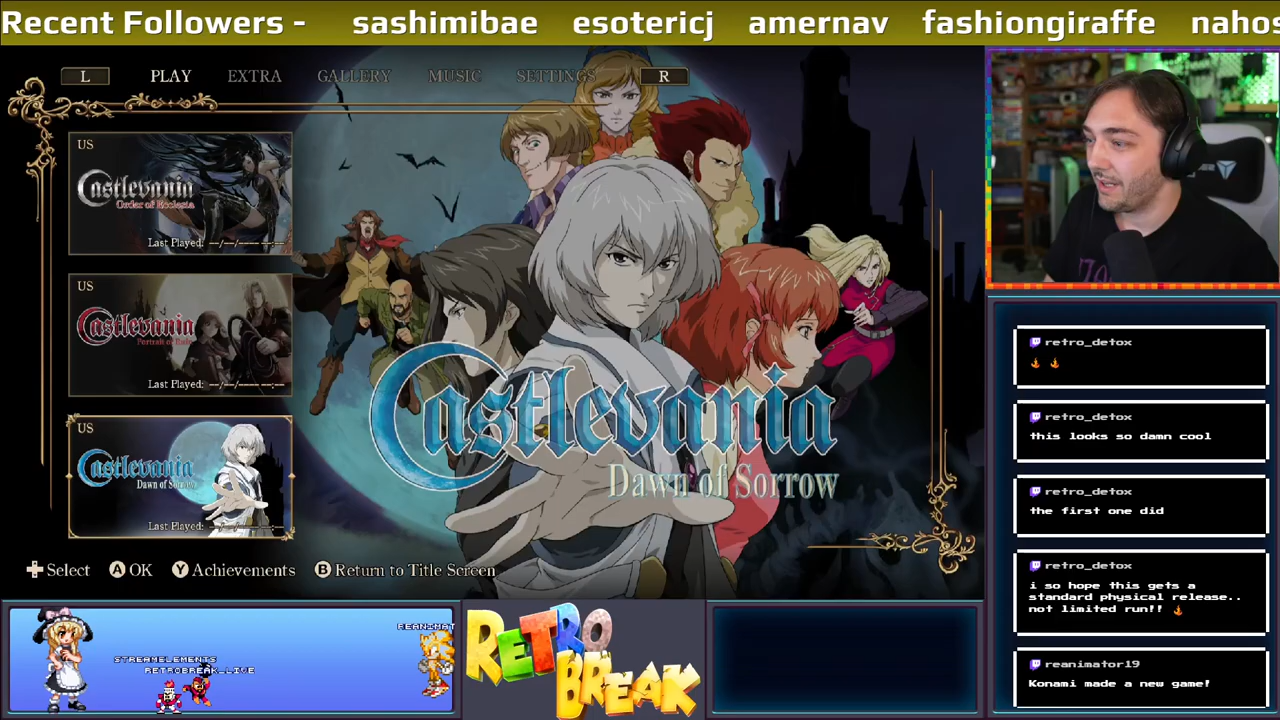 Recent Followers - sashimibae esotericj amernav fashiongiraffe nahos
L PLAY EXTRA GALLERY MUSIC SETTINGS R
US
Castlevania
Order of Ecclesia
Last Played: --/--/---- --:--
US
Castlevania
Portrait of Ruin
Last Played: --/--/---- --:--
US
Castlevania
Dawn of Sorrow
Last Played: --/--/---- --:--
Castlevania
Dawn of Sorrow
Select A OK Y Achievements B Return to Title Screen
retro_detox
retro_detox
this looks so damn cool
retro_detox
the first one did
retro_detox
i so hope this gets a
standard physical release..
not limited run!!
reanimator19
Konami made a new game!
REANIMAT
STREAMELEMENTS
RETROBREAK_LIVE
RETRO
BREAK